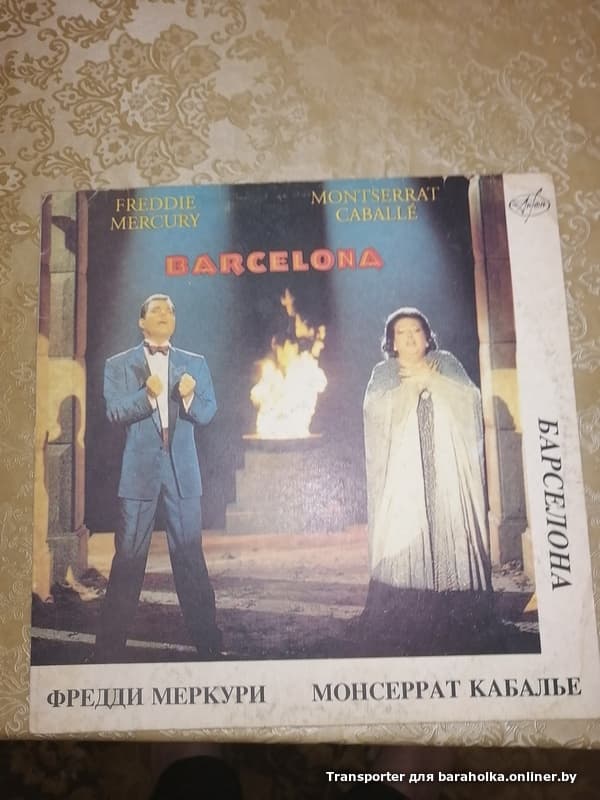 FREDDIE
MERCURY
MONTSERRAT
CABALLÉ
BARCELONA
БАРСЕЛОНА
ФРЕДДИ МЕРКУРИ
МОНСЕРРАТ КАБАЛЬЕ
Transporter для baraholka.onliner.by